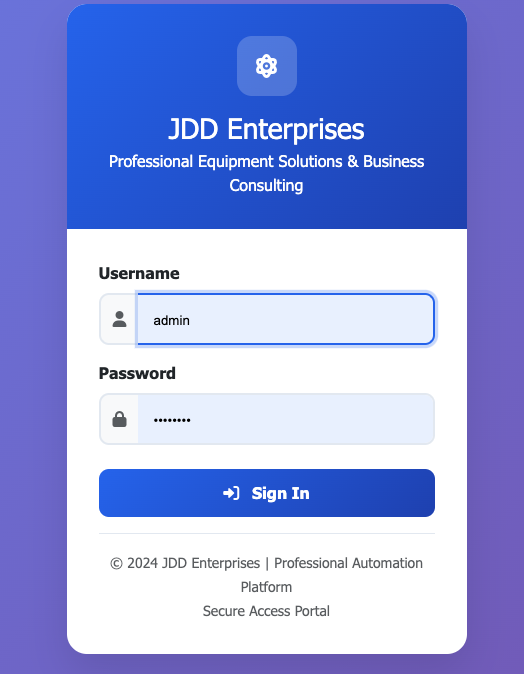 JDD Enterprises
Professional Equipment Solutions & Business
Consulting
Username
admin
Password
••••••••
Sign In
© 2024 JDD Enterprises | Professional Automation
Platform
Secure Access Portal